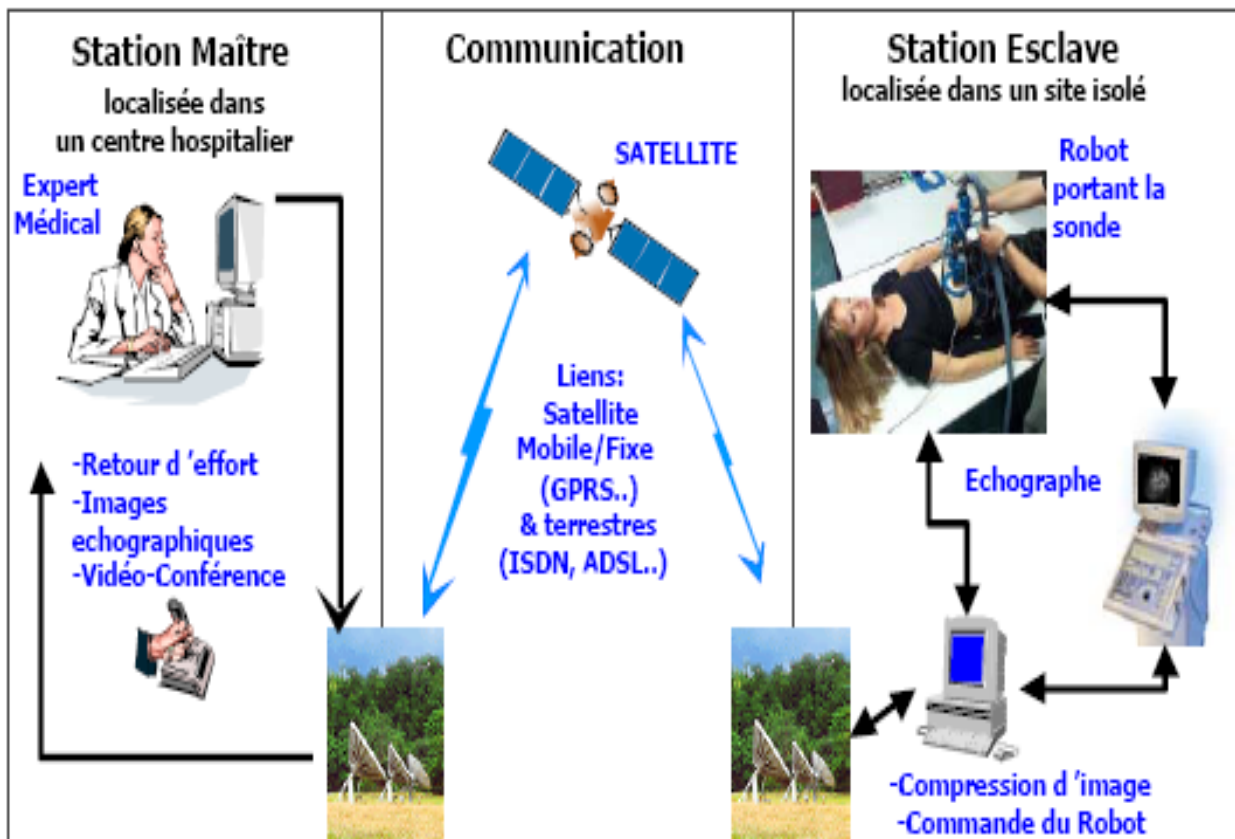 Station Maître
localisée dans
un centre hospitalier
Expert
Médical
-Retour d 'effort
-Images
echographiques
-Vidéo-Conférence
Communication
SATELLITE
Liens:
Satellite
Mobile/Fixe
(GPRS..)
& terrestres
(ISDN, ADSL..)
Station Esclave
localisée dans un site isolé
Robot
portant la
sonde
Echographe
-Compression d 'image
-Commande du Robot